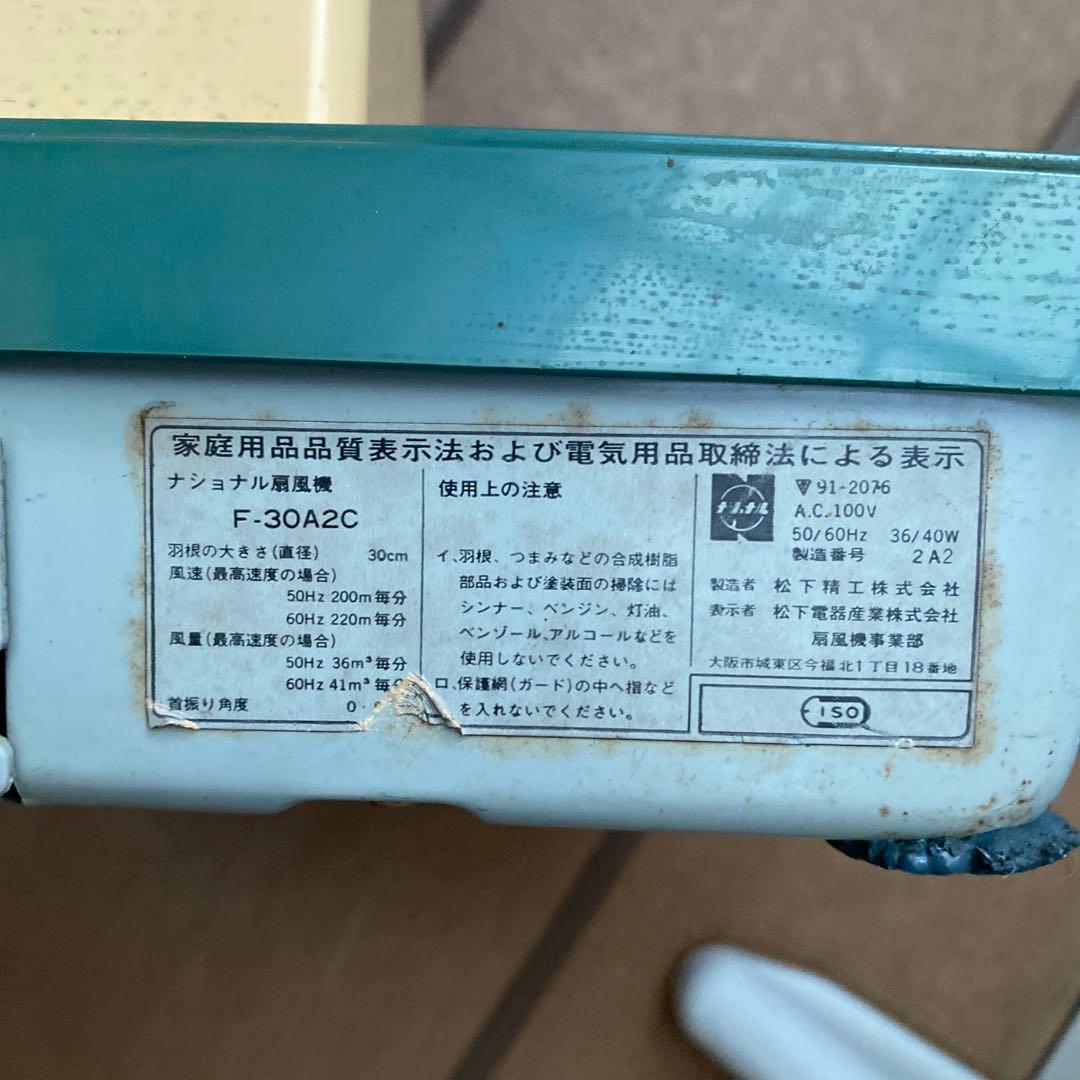 家庭用品品質表示法および電気用品取締法による表示
ナショナル扇風機
F-30A2C
羽根の大きさ(直径) 30cm
風速(最高速度の場合)
50Hz 200m毎分
60Hz 220m毎分
風量(最高速度の場合)
50Hz 36m³毎分
60Hz 41m³毎分
首振り角度 0・
使用上の注意
イ、羽根、つまみなどの合成樹脂
部品および塗装面の掃除には
シンナー、ベンジン、灯油、
ベンゾール、アルコールなどを
使用しないでください。
ロ、保護網(ガード)の中へ指など
を入れないでください。
ナショナル
▽ 91-2076
A.C.100V
50/60Hz 36/40W
製造番号 2A2
製造者 松下精工株式会社
表示者 松下電器産業株式会社
扇風機事業部
大阪市城東区今福北1丁目18番地
ISO